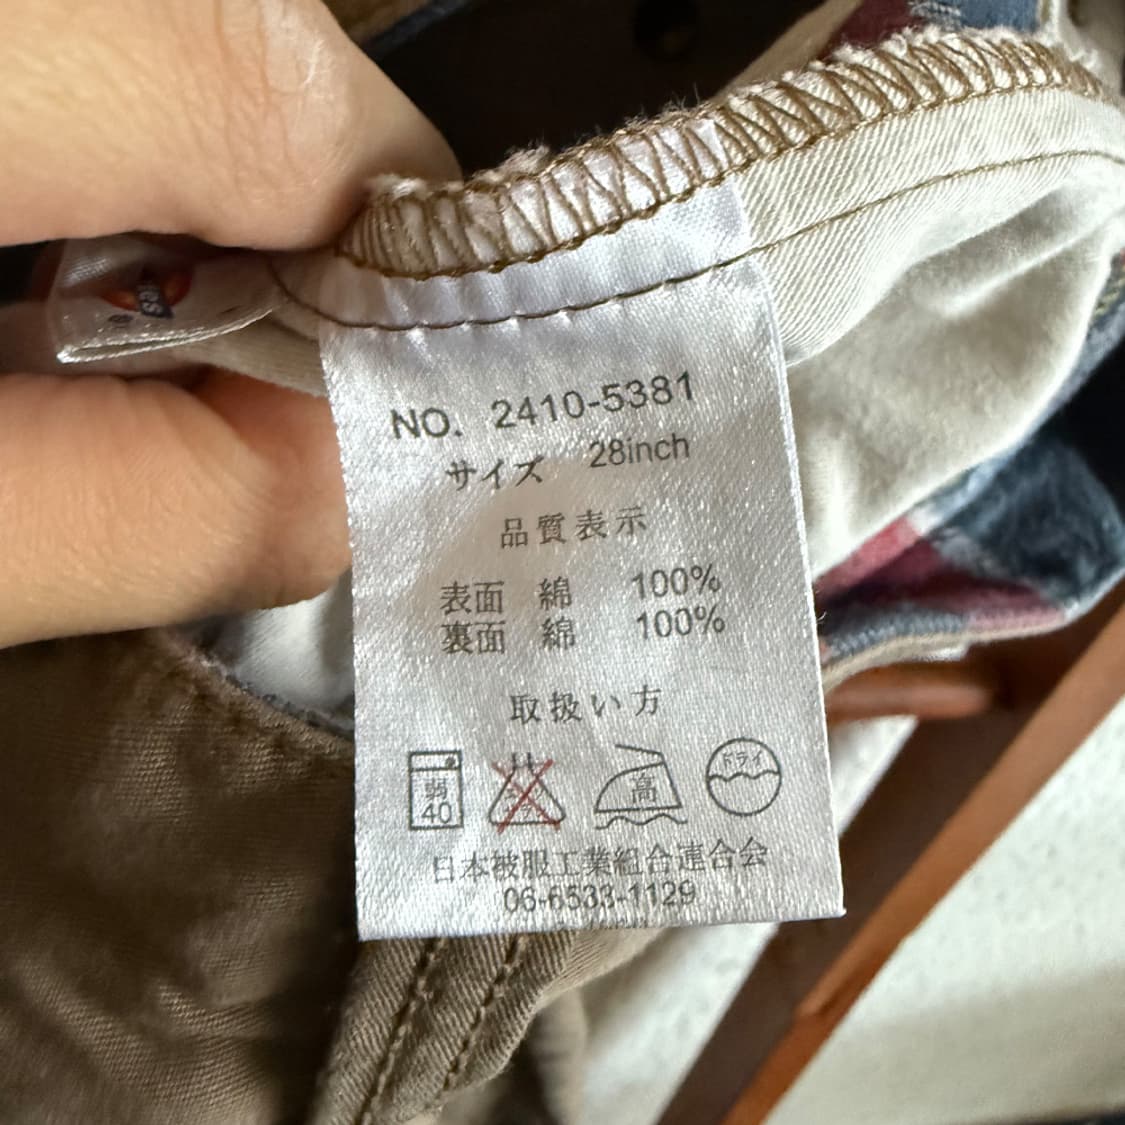 NO. 2410-5381
サイズ 28inch
品質表示
表面 綿 100%
裏面 綿 100%
取扱い方
弱
40
高
ドライ
日本被服工業組合連合会
06-6533-1129